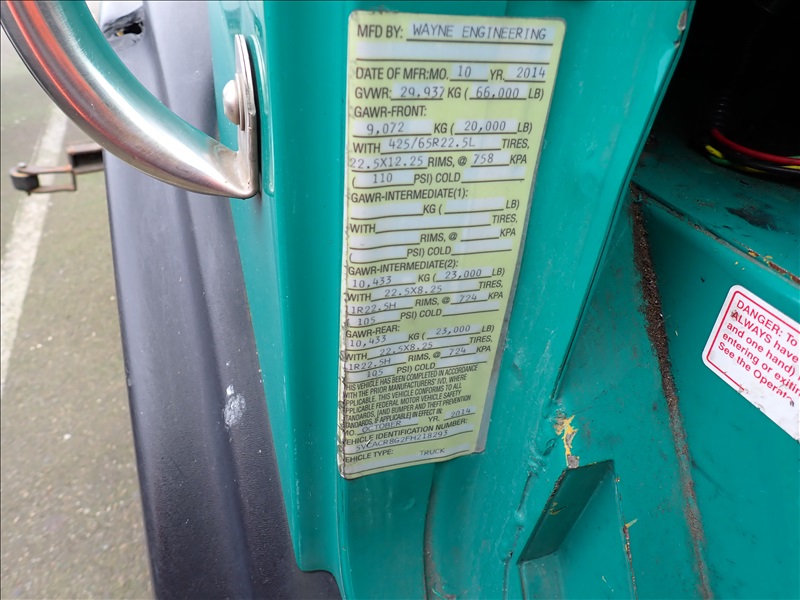 MFD BY: WAYNE ENGINEERING
DATE OF MFR: MO. 10 YR. 2014
GVWR: 29,937 KG ( 66,000 LB)
GAWR-FRONT:
9,072 KG ( 20,000 LB)
WITH 425/65R22.5L TIRES,
22.5X12.25 RIMS, @ 758 KPA
( 110 PSI) COLD
GAWR-INTERMEDIATE(1):
KG ( LB)
WITH TIRES,
RIMS, @ KPA
( PSI) COLD
GAWR-INTERMEDIATE(2):
10,433 KG ( 23,000 LB)
WITH 22.5X8.25 TIRES,
1R22.5H RIMS, @ 724 KPA
( 105 PSI) COLD
GAWR-REAR:
10,433 KG ( 23,000 LB)
WITH 22.5X8.25 TIRES,
1R22.5H RIMS, @ 724 KPA
( 105 PSI) COLD
THIS VEHICLE HAS BEEN COMPLETED IN ACCORDANCE
WITH THE PRIOR MANUFACTURERS' IVD, WHERE
APPLICABLE. THIS VEHICLE CONFORMS TO ALL
APPLICABLE FEDERAL MOTOR VEHICLE SAFETY
STANDARDS, [AND BUMPER AND THEFT PREVENTION
STANDARDS, IF APPLICABLE] IN EFFECT IN:
MO. OCTOBER YR. 2014
VEHICLE IDENTIFICATION NUMBER:
VEHICLE TYPE: TRUCK
DANGER: To
ALWAYS have
and one hand)
entering or exitin
See the Operat